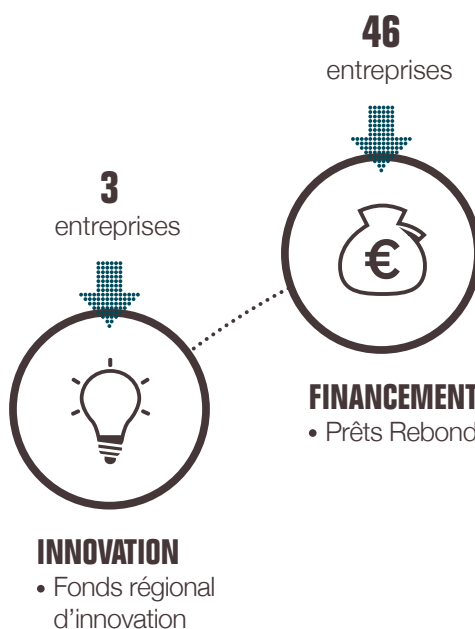 46
entreprises
3
entreprises
€
FINANCEMENT
• Prêts Rebond
INNOVATION
• Fonds régional
d'innovation